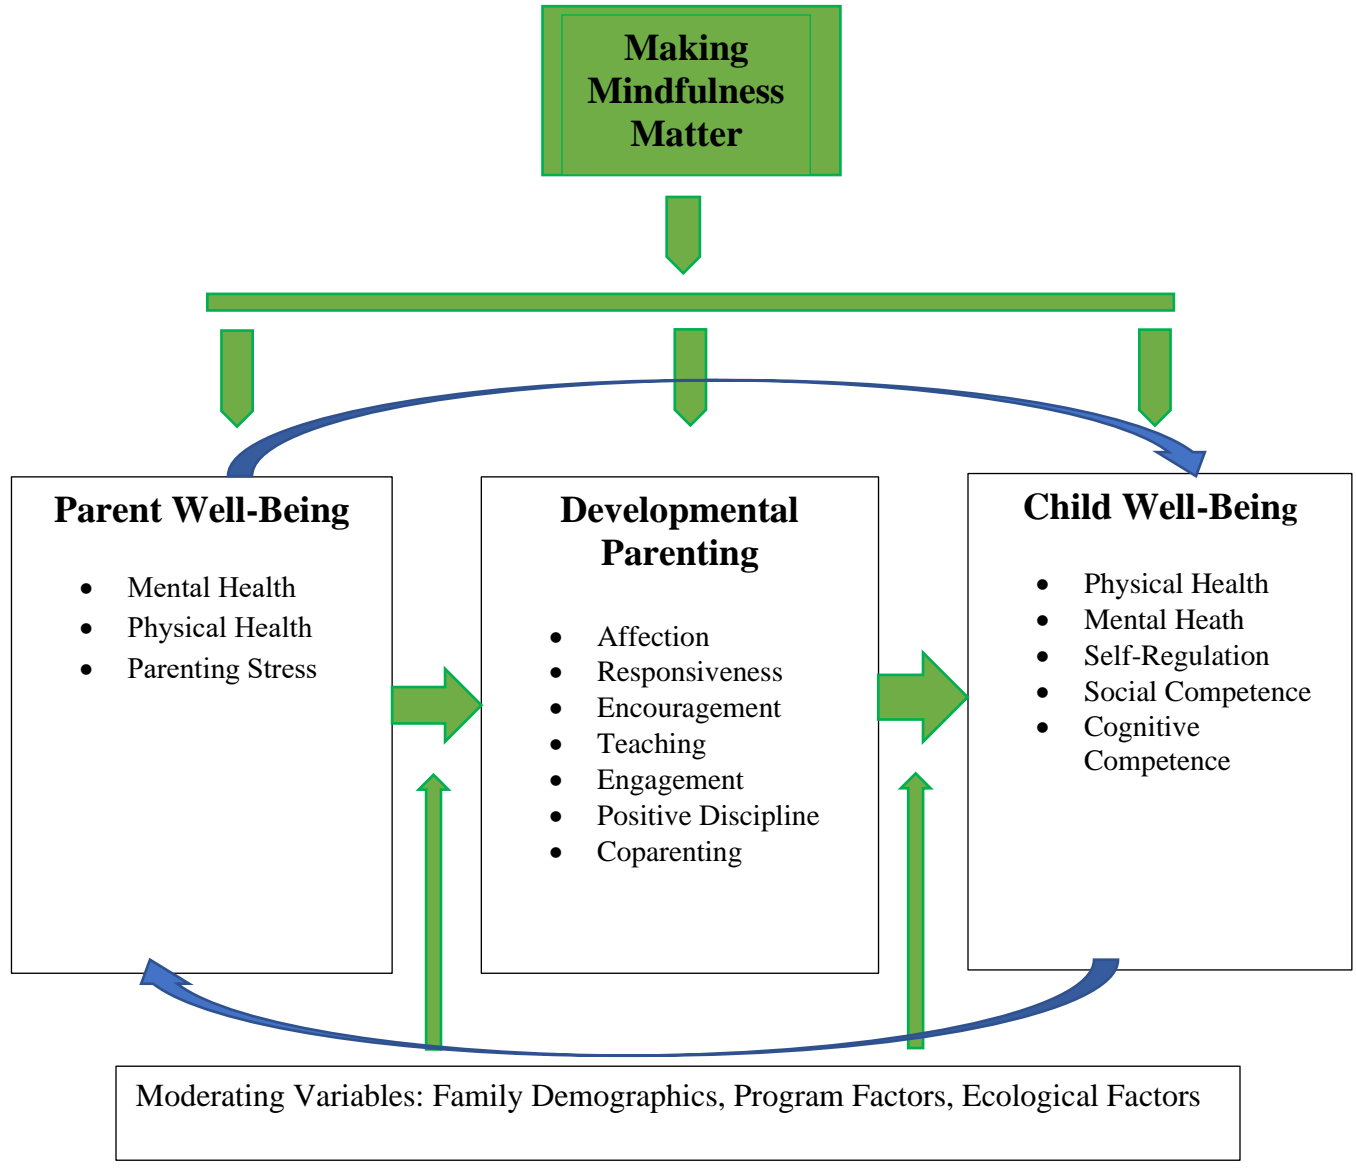 Making
Mindfulness
Matter
Parent Well-Being
• Mental Health
• Physical Health
• Parenting Stress
Developmental
Parenting
• Affection
• Responsiveness
• Encouragement
• Teaching
• Engagement
• Positive Discipline
• Coparenting
Child Well-Being
• Physical Health
• Mental Heath
• Self-Regulation
• Social Competence
• Cognitive
Competence
Moderating Variables: Family Demographics, Program Factors, Ecological Factors